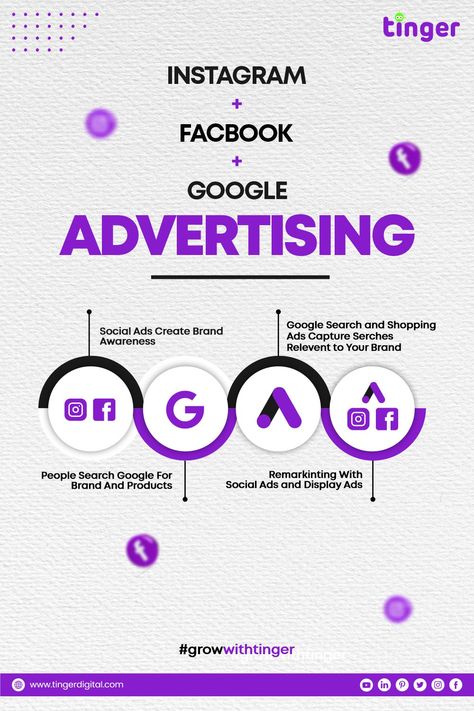 tinger
INSTAGRAM
+
FACBOOK
+
GOOGLE
ADVERTISING
Social Ads Create Brand
Awareness
Google Search and Shopping
Ads Capture Serches
Relevent to Your Brand
People Search Google For
Brand And Products
Remarkinting With
Social Ads and Display Ads
#growwithtinger
tinger
www.tingerdigital.com